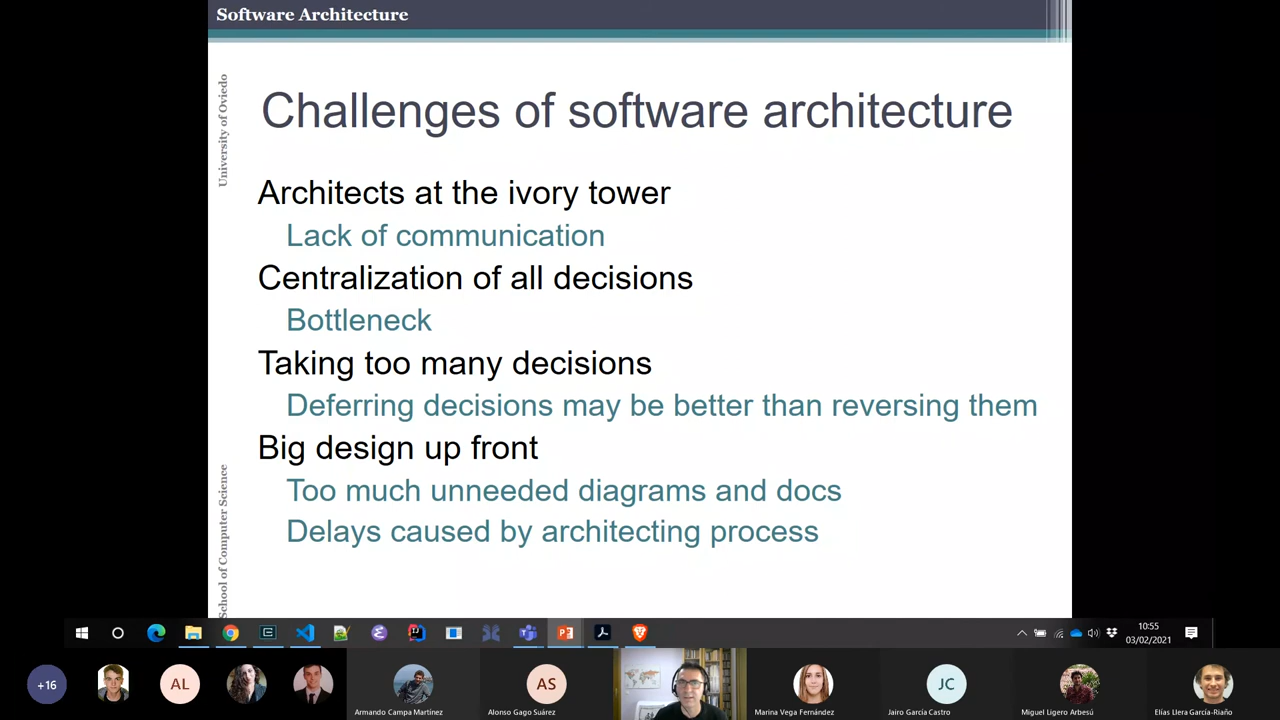 Software Architecture
University of Oviedo
Challenges of software architecture
Architects at the ivory tower
Lack of communication
Centralization of all decisions
Bottleneck
Taking too many decisions
Deferring decisions may be better than reversing them
Big design up front
Too much unneeded diagrams and docs
Delays caused by architecting process
School of Computer Science
10:55
03/02/2021
+16
AL
AS
JC
Armando Campa Martínez
Alonso Gago Suárez
Marina Vega Fernández
Jairo García Castro
Miguel Ligero Arbesú
Elías Llera García-Riaño